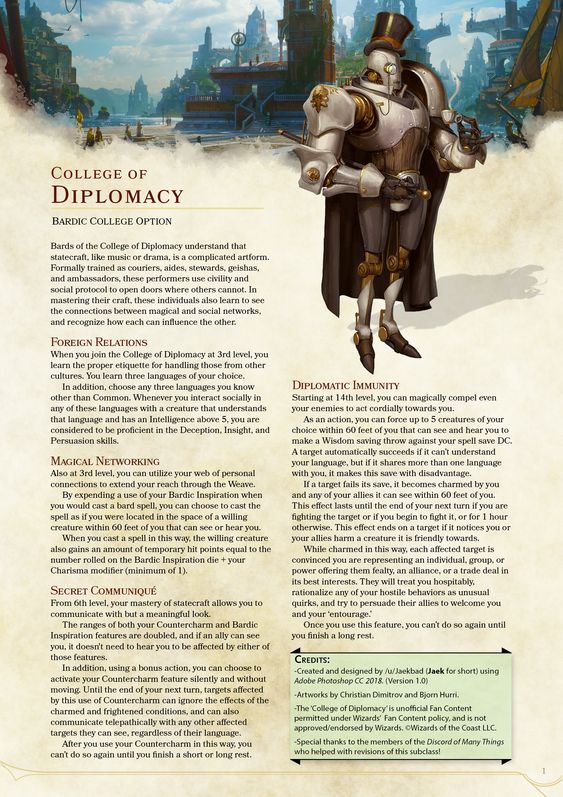 College of
Diplomacy
Bardic College Option
Bards of the College of Diplomacy understand that
statecraft, like music or drama, is a complicated artform.
Formally trained as couriers, aides, stewards, geishas,
and ambassadors, these performers use civility and
social protocol to open doors where others cannot. In
mastering their craft, these individuals also learn to see
the connections between magical and social networks,
and recognize how each can influence the other.
Foreign Relations
When you join the College of Diplomacy at 3rd level, you
learn the proper etiquette for handling those from other
cultures. You learn three languages of your choice.
In addition, choose any three languages you know
other than Common. Whenever you interact socially in
any of these languages with a creature that understands
that language and has an Intelligence above 5, you are
considered to be proficient in the Deception, Insight, and
Persuasion skills.
Magical Networking
Also at 3rd level, you can utilize your web of personal
connections to extend your reach through the Weave.
By expending a use of your Bardic Inspiration when
you would cast a bard spell, you can choose to cast the
spell as if you were located in the space of a willing
creature within 60 feet of you that can see or hear you.
When you cast a spell in this way, the willing creature
also gains an amount of temporary hit points equal to the
number rolled on the Bardic Inspiration die + your
Charisma modifier (minimum of 1).
Secret Communiqué
From 6th level, your mastery of statecraft allows you to
communicate with but a meaningful look.
The ranges of both your Countercharm and Bardic
Inspiration features are doubled, and if an ally can see
you, it doesn't need to hear you to be affected by either of
those features.
In addition, using a bonus action, you can choose to
activate your Countercharm feature silently and without
moving. Until the end of your next turn, targets affected
by this use of Countercharm can ignore the effects of the
charmed and frightened conditions, and can also
communicate telepathically with any other affected
targets they can see, regardless of their language.
After you use your Countercharm in this way, you
can't do so again until you finish a short or long rest.
Diplomatic Immunity
Starting at 14th level, you can magically compel even
your enemies to act cordially towards you.
As an action, you can force up to 5 creatures of your
choice within 60 feet of you that can see and hear you to
make a Wisdom saving throw against your spell save DC.
A target automatically succeeds if it can't understand
your language, but if it shares more than one language
with you, it makes this save with disadvantage.
If a target fails its save, it becomes charmed by you
and any of your allies it can see within 60 feet of you.
This effect lasts until the end of your next turn if you are
fighting the target or if you begin to fight it, or for 1 hour
otherwise. This effect ends on a target if it notices you or
your allies harm a creature it is friendly towards.
While charmed in this way, each affected target is
convinced you are representing an individual, group, or
power offering them fealty, an alliance, or a trade deal in
its best interests. They will treat you hospitably,
rationalize any of your hostile behaviors as unusual
quirks, and try to persuade their allies to welcome you
and your 'entourage.'
Once you use this feature, you can't do so again until
you finish a long rest.
Credits:
-Created and designed by /u/Jaekbad (Jaek for short) using
Adobe Photoshop CC 2018. (Version 1.0)
-Artworks by Christian Dimitrov and Bjorn Hurri.
-The 'College of Diplomacy' is unofficial Fan Content
permitted under Wizards' Fan Content policy, and is not
approved/endorsed by Wizards. ©Wizards of the Coast LLC.
-Special thanks to the members of the Discord of Many Things
who helped with revisions of this subclass!
1